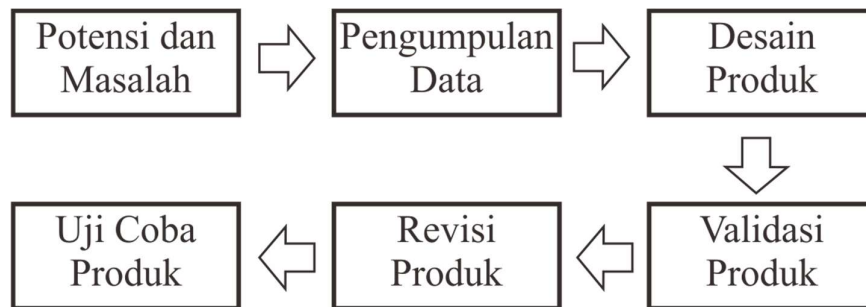 Potensi dan
Masalah
Pengumpulan
Data
Desain
Produk
Validasi
Produk
Revisi
Produk
Uji Coba
Produk